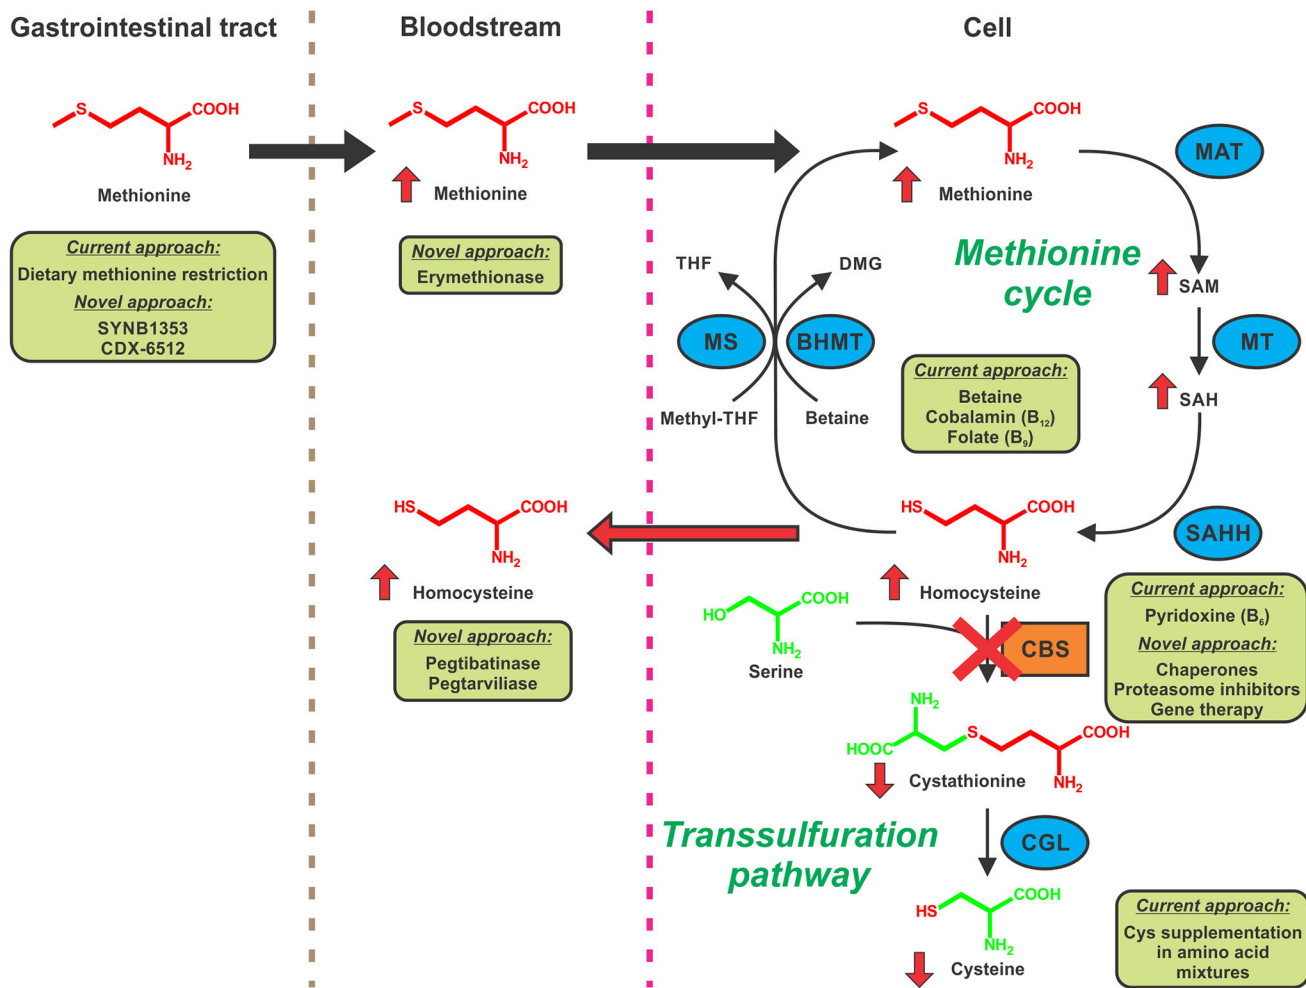 Gastrointestinal tract
Bloodstream
Cell
S
COOH
NH2
Methionine
Current approach:
Dietary methionine restriction
Novel approach:
SYNB1353
CDX-6512
S
COOH
NH2
Methionine
Novel approach:
Erymethionase
S
COOH
NH2
Methionine
MAT
Methionine
cycle
SAM
MT
SAH
THF
DMG
MS
BHMT
Methyl-THF
Betaine
Current approach:
Betaine
Cobalamin (B12)
Folate (B9)
HS
COOH
NH2
Homocysteine
Novel approach:
Pegtibatinase
Pegtarviliase
HS
COOH
NH2
Homocysteine
SAHH
HO
COOH
NH2
Serine
CBS
Current approach:
Pyridoxine (B6)
Novel approach:
Chaperones
Proteasome inhibitors
Gene therapy
NH2
HOOC
S
COOH
NH2
Cystathionine
Transsulfuration
pathway
CGL
HS
COOH
NH2
Cysteine
Current approach:
Cys supplementation
in amino acid
mixtures